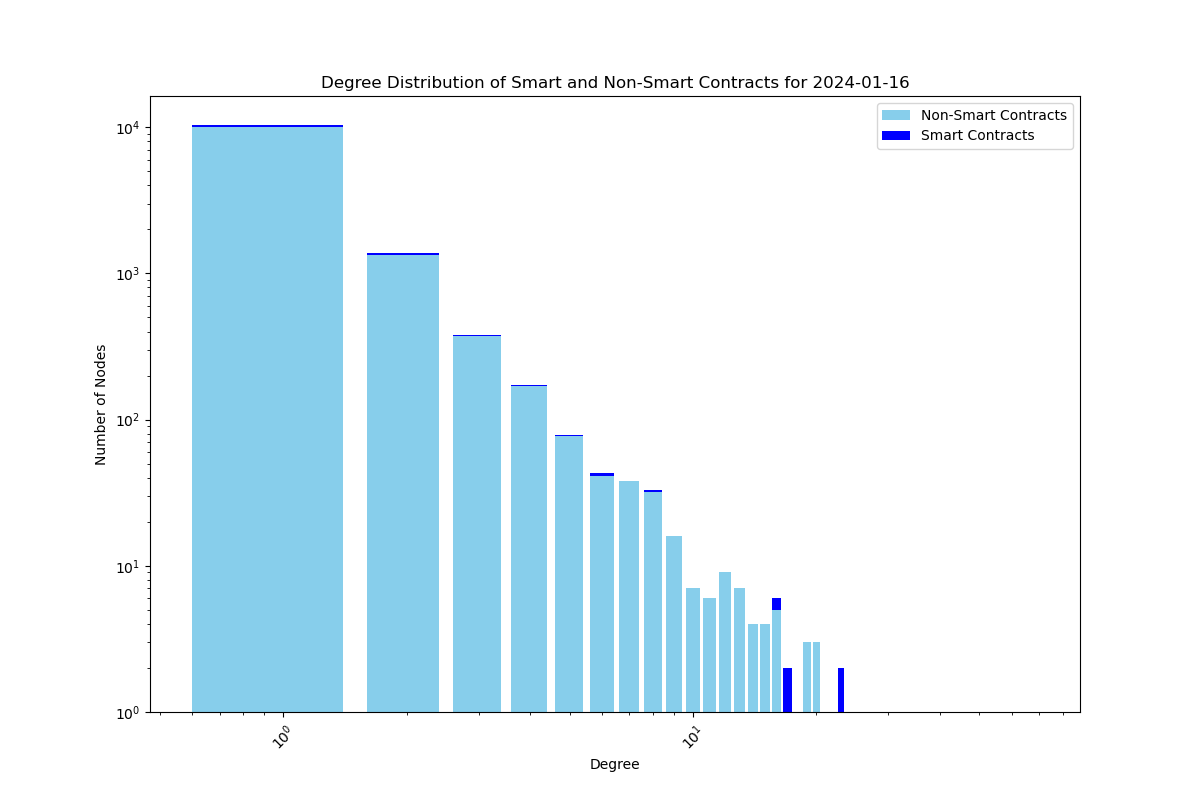 Degree Distribution of Smart and Non-Smart Contracts for 2024-01-16
Non-Smart Contracts
Smart Contracts
Number of Nodes
10⁴
10³
10²
10¹
10⁰
10⁰
10¹
Degree